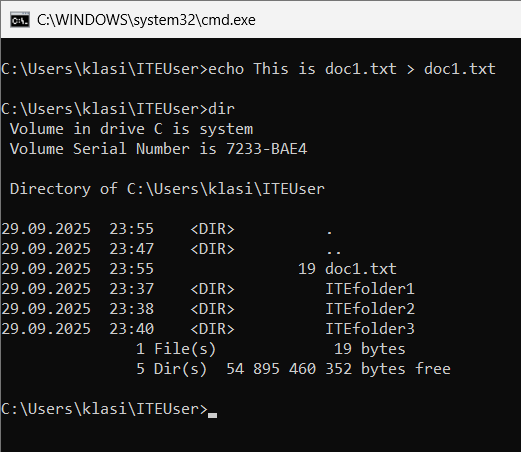 C:\WINDOWS\system32\cmd.exe
C:\Users\klasi\ITEUser>echo This is doc1.txt > doc1.txt
C:\Users\klasi\ITEUser>dir
 Volume in drive C is system
 Volume Serial Number is 7233-BAE4
 Directory of C:\Users\klasi\ITEUser
29.09.2025  23:55    <DIR>          .
29.09.2025  23:47    <DIR>          ..
29.09.2025  23:55                19 doc1.txt
29.09.2025  23:37    <DIR>          ITEfolder1
29.09.2025  23:38    <DIR>          ITEfolder2
29.09.2025  23:40    <DIR>          ITEfolder3
               1 File(s)             19 bytes
               5 Dir(s)  54 895 460 352 bytes free
C:\Users\klasi\ITEUser>